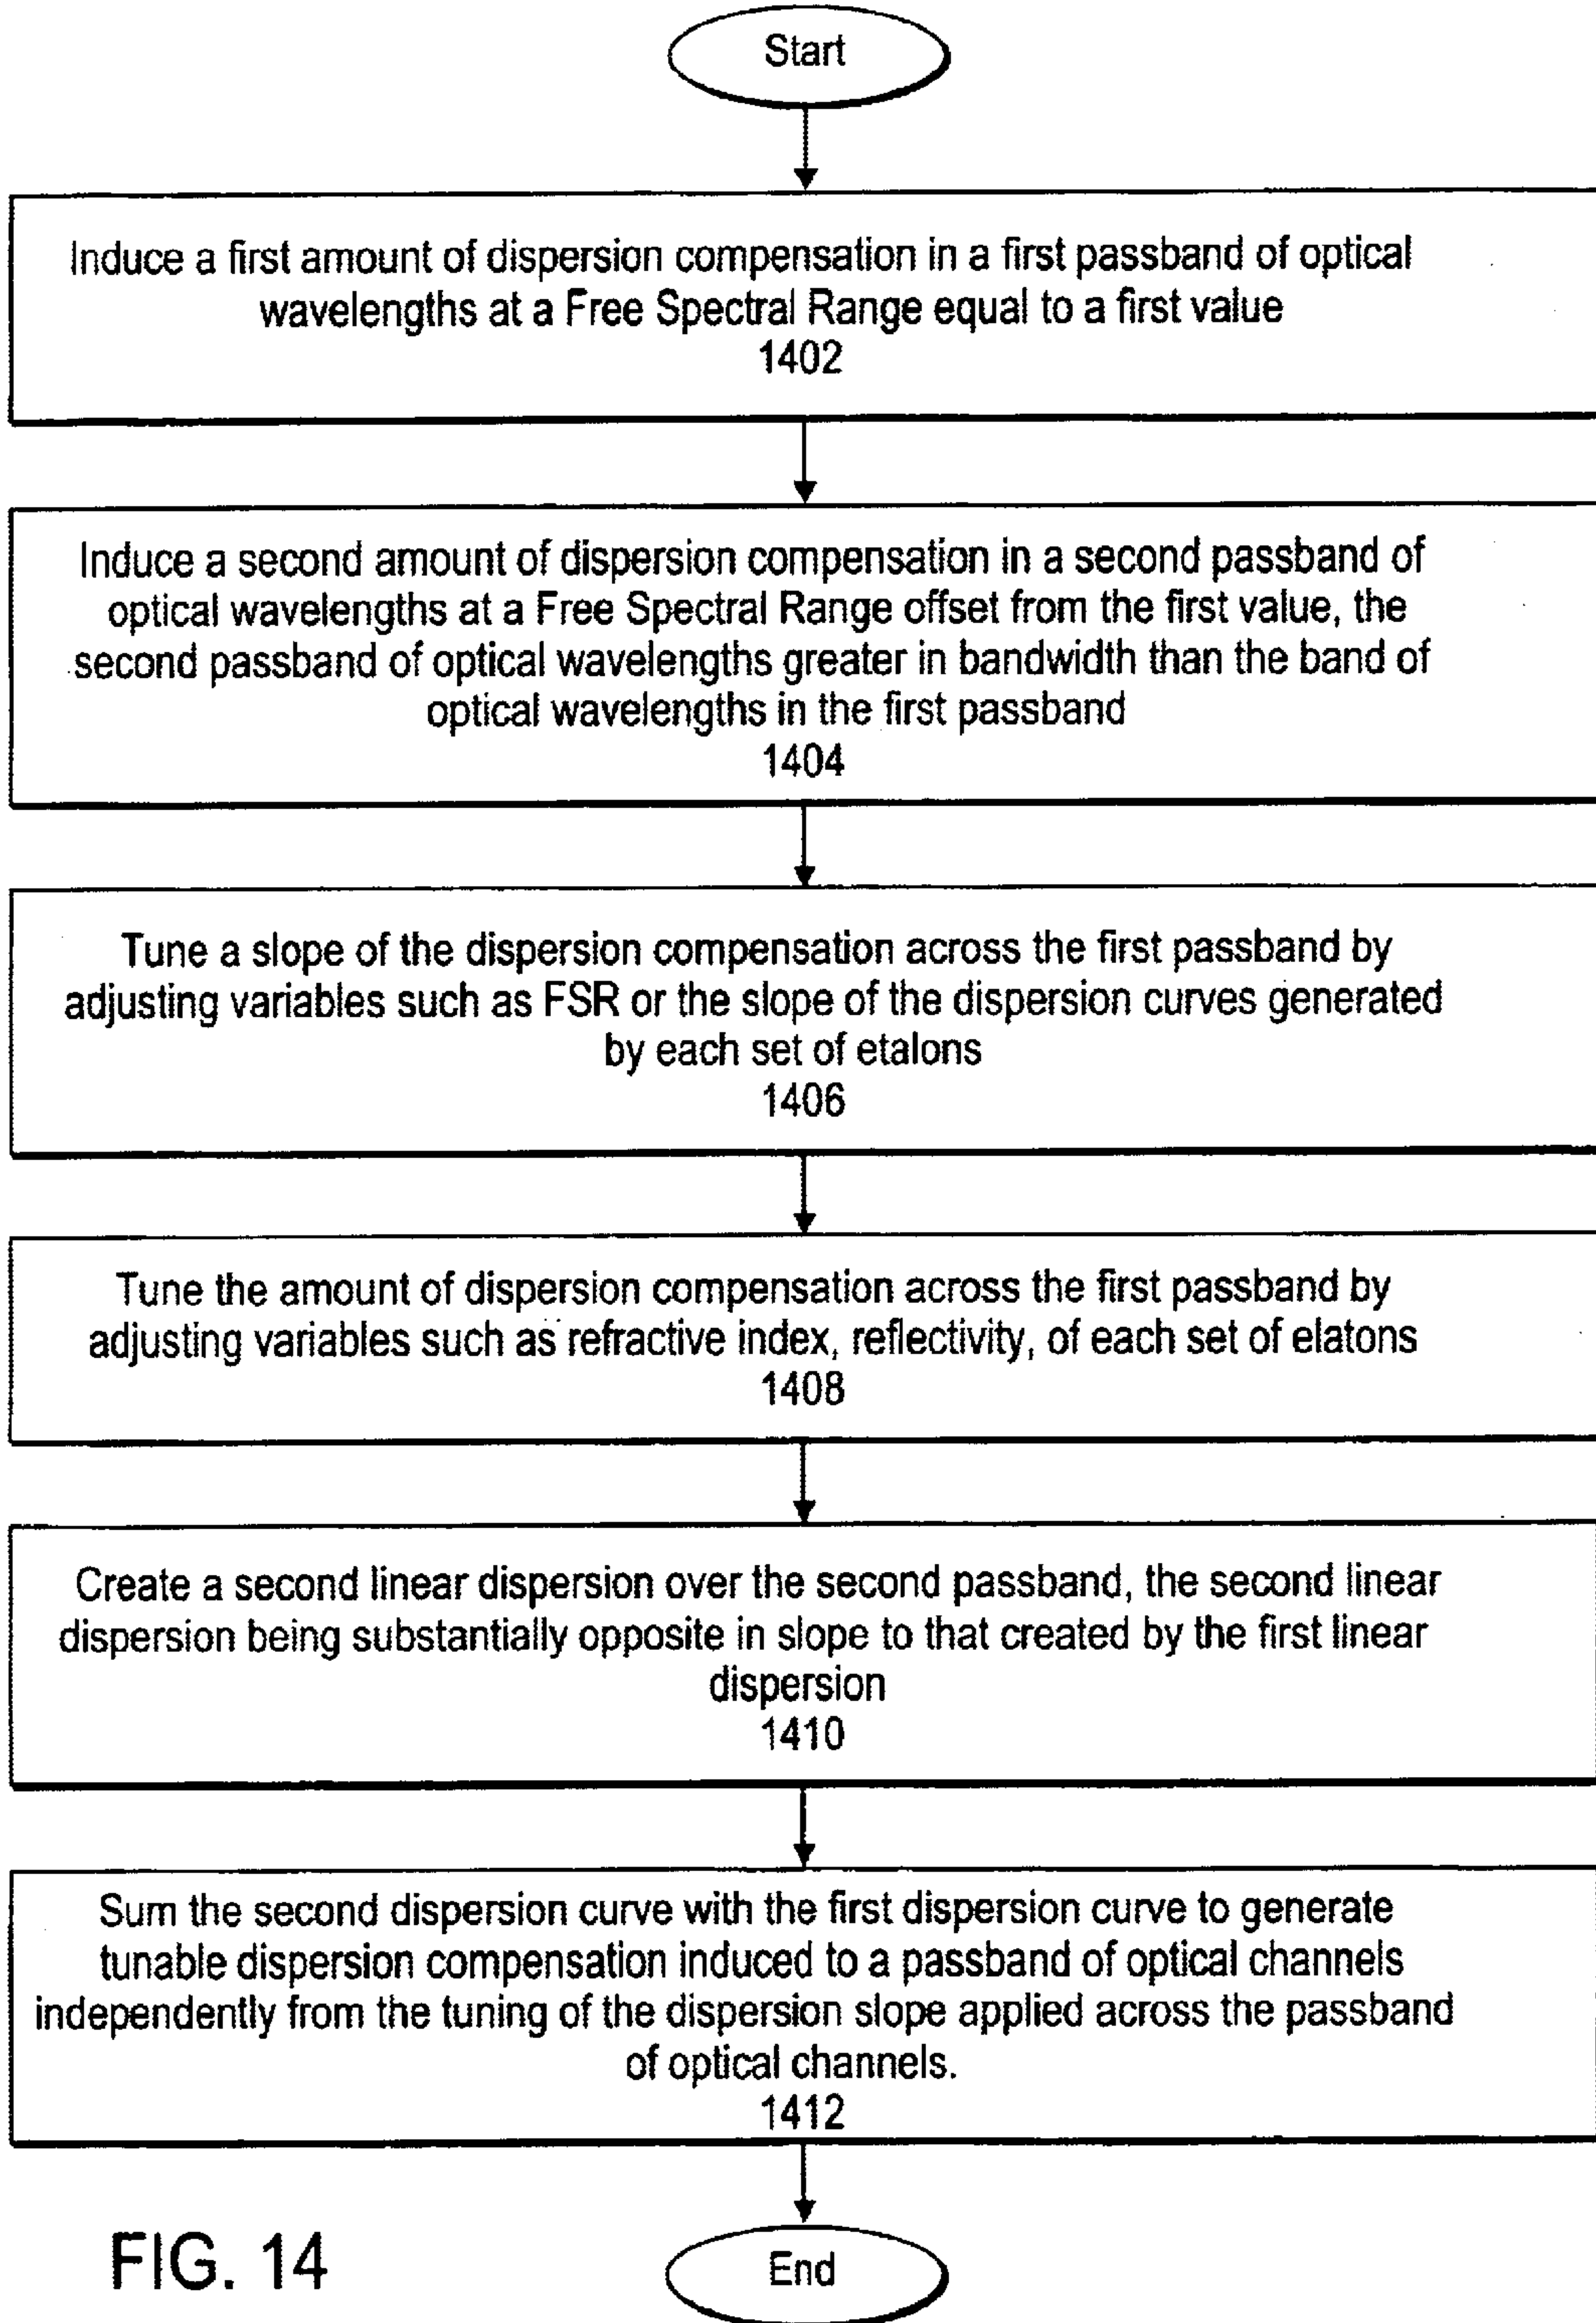 Start
Induce a first amount of dispersion compensation in a first passband of optical
wavelengths at a Free Spectral Range equal to a first value
1402
Induce a second amount of dispersion compensation in a second passband of
optical wavelengths at a Free Spectral Range offset from the first value, the
second passband of optical wavelengths greater in bandwidth than the band of
optical wavelengths in the first passband
1404
Tune a slope of the dispersion compensation across the first passband by
adjusting variables such as FSR or the slope of the dispersion curves generated
by each set of etalons
1406
Tune the amount of dispersion compensation across the first passband by
adjusting variables such as refractive index, reflectivity, of each set of elatons
1408
Create a second linear dispersion over the second passband, the second linear
dispersion being substantially opposite in slope to that created by the first linear
dispersion
1410
Sum the second dispersion curve with the first dispersion curve to generate
tunable dispersion compensation induced to a passband of optical channels
independently from the tuning of the dispersion slope applied across the passband
of optical channels.
1412
End
FIG. 14